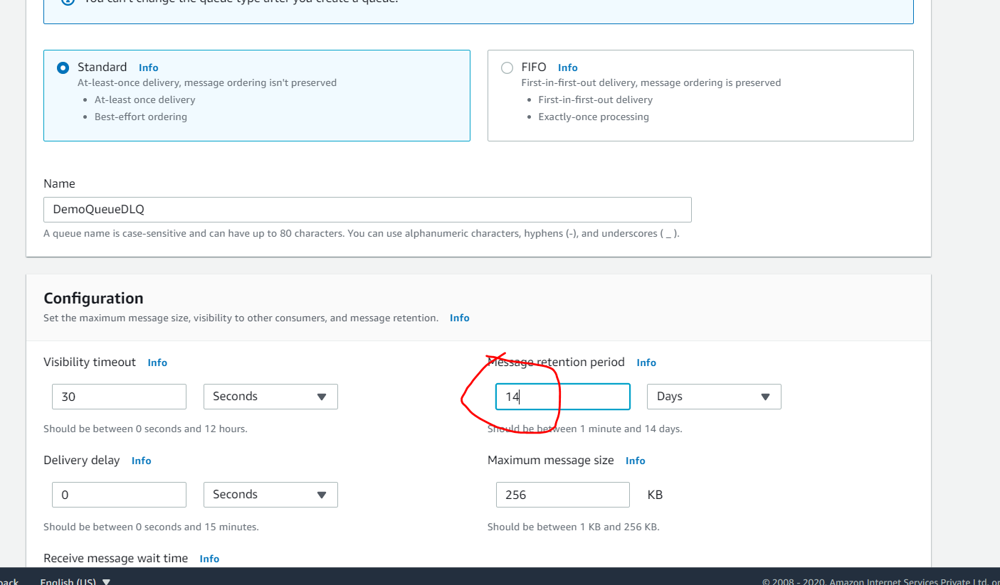 You can't change the queue type after you create a queue.
Standard Info
At-least-once delivery, message ordering isn't preserved
• At-least once delivery
• Best-effort ordering
FIFO Info
First-in-first-out delivery, message ordering is preserved
• First-in-first-out delivery
• Exactly-once processing
Name
DemoQueueDLQ
A queue name is case-sensitive and can have up to 80 characters. You can use alphanumeric characters, hyphens (-), and underscores ( _ ).
Configuration
Set the maximum message size, visibility to other consumers, and message retention. Info
Visibility timeout Info
30 Seconds
Should be between 0 seconds and 12 hours.
Message retention period Info
14 Days
Should be between 1 minute and 14 days.
Delivery delay Info
0 Seconds
Should be between 0 seconds and 15 minutes.
Maximum message size Info
256 KB
Should be between 1 KB and 256 KB.
Receive message wait time Info
English (US)
© 2008 - 2020, Amazon Internet Services Private Ltd. or